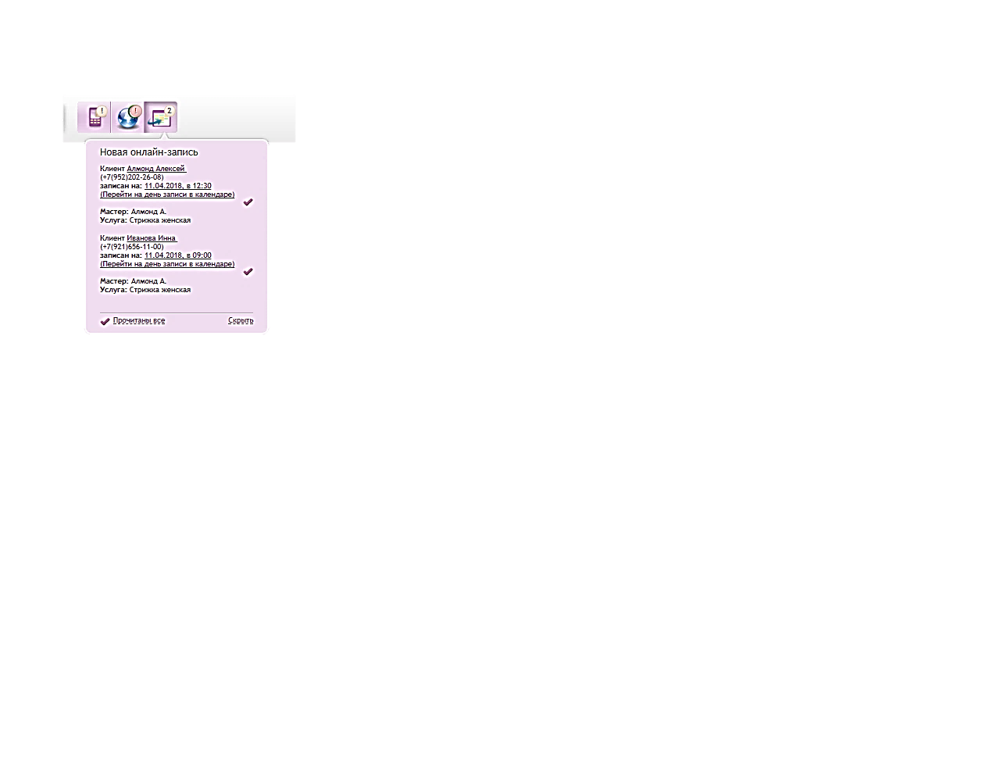 ! ! 2
Новая онлайн-запись
Клиент Алмонд Алексей
(+7(952)202-26-08)
записан на: 11.04.2018, в 12:30
(Перейти на день записи в календаре)
Мастер: Алмонд А.
Услуга: Стрижка женская
Клиент Иванова Инна
(+7(921)656-11-00)
записан на: 11.04.2018, в 09:00
(Перейти на день записи в календаре)
Мастер: Алмонд А.
Услуга: Стрижка женская
Прочитаны все Скрыть